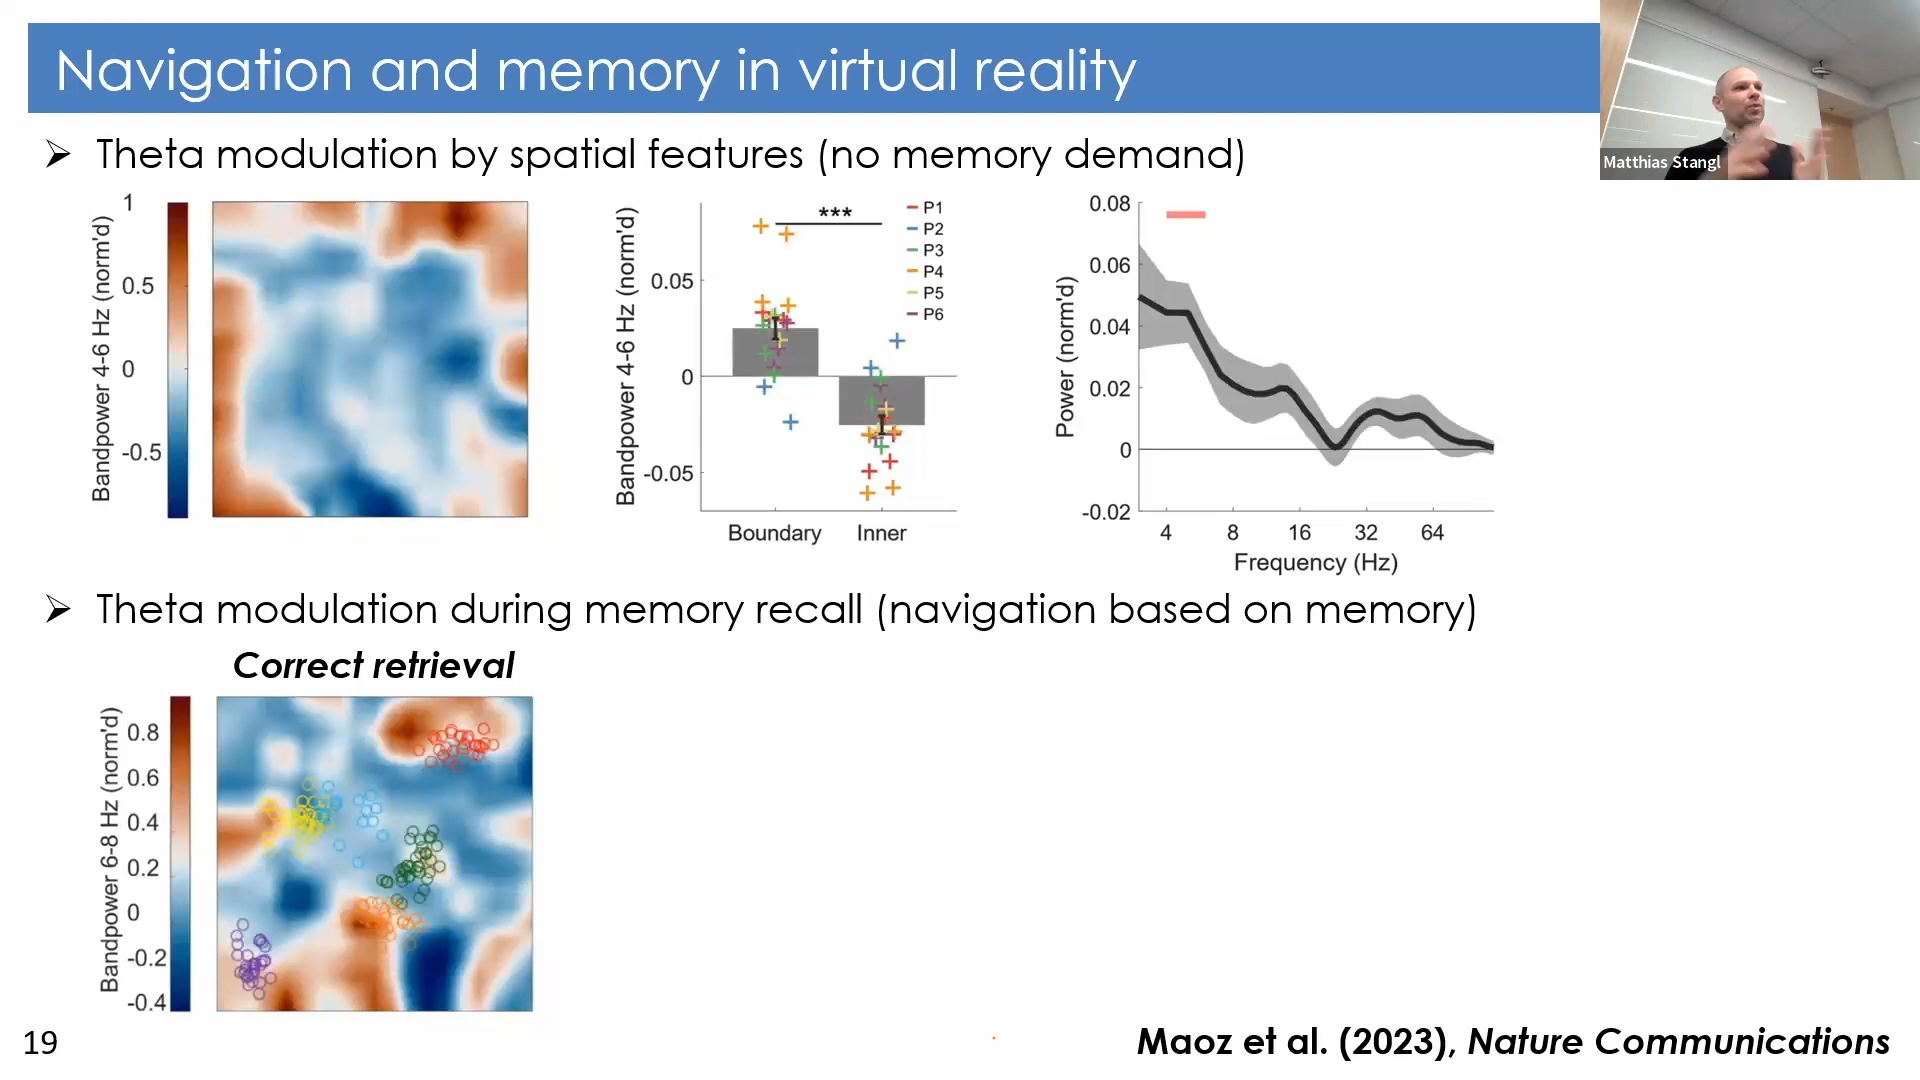 Navigation and memory in virtual reality
Matthias Stangl
➢ Theta modulation by spatial features (no memory demand)
Bandpower 4-6 Hz (norm'd)
1
0.5
0
-0.5
Bandpower 4-6 Hz (norm'd)
0.05
0
-0.05
***
P1
P2
P3
P4
P5
P6
Boundary Inner
Power (norm'd)
0.08
0.06
0.04
0.02
0
-0.02
4 8 16 32 64
Frequency (Hz)
➢ Theta modulation during memory recall (navigation based on memory)
Correct retrieval
Bandpower 6-8 Hz (norm'd)
0.8
0.6
0.4
0.2
0
-0.2
-0.4
19
Maoz et al. (2023), Nature Communications